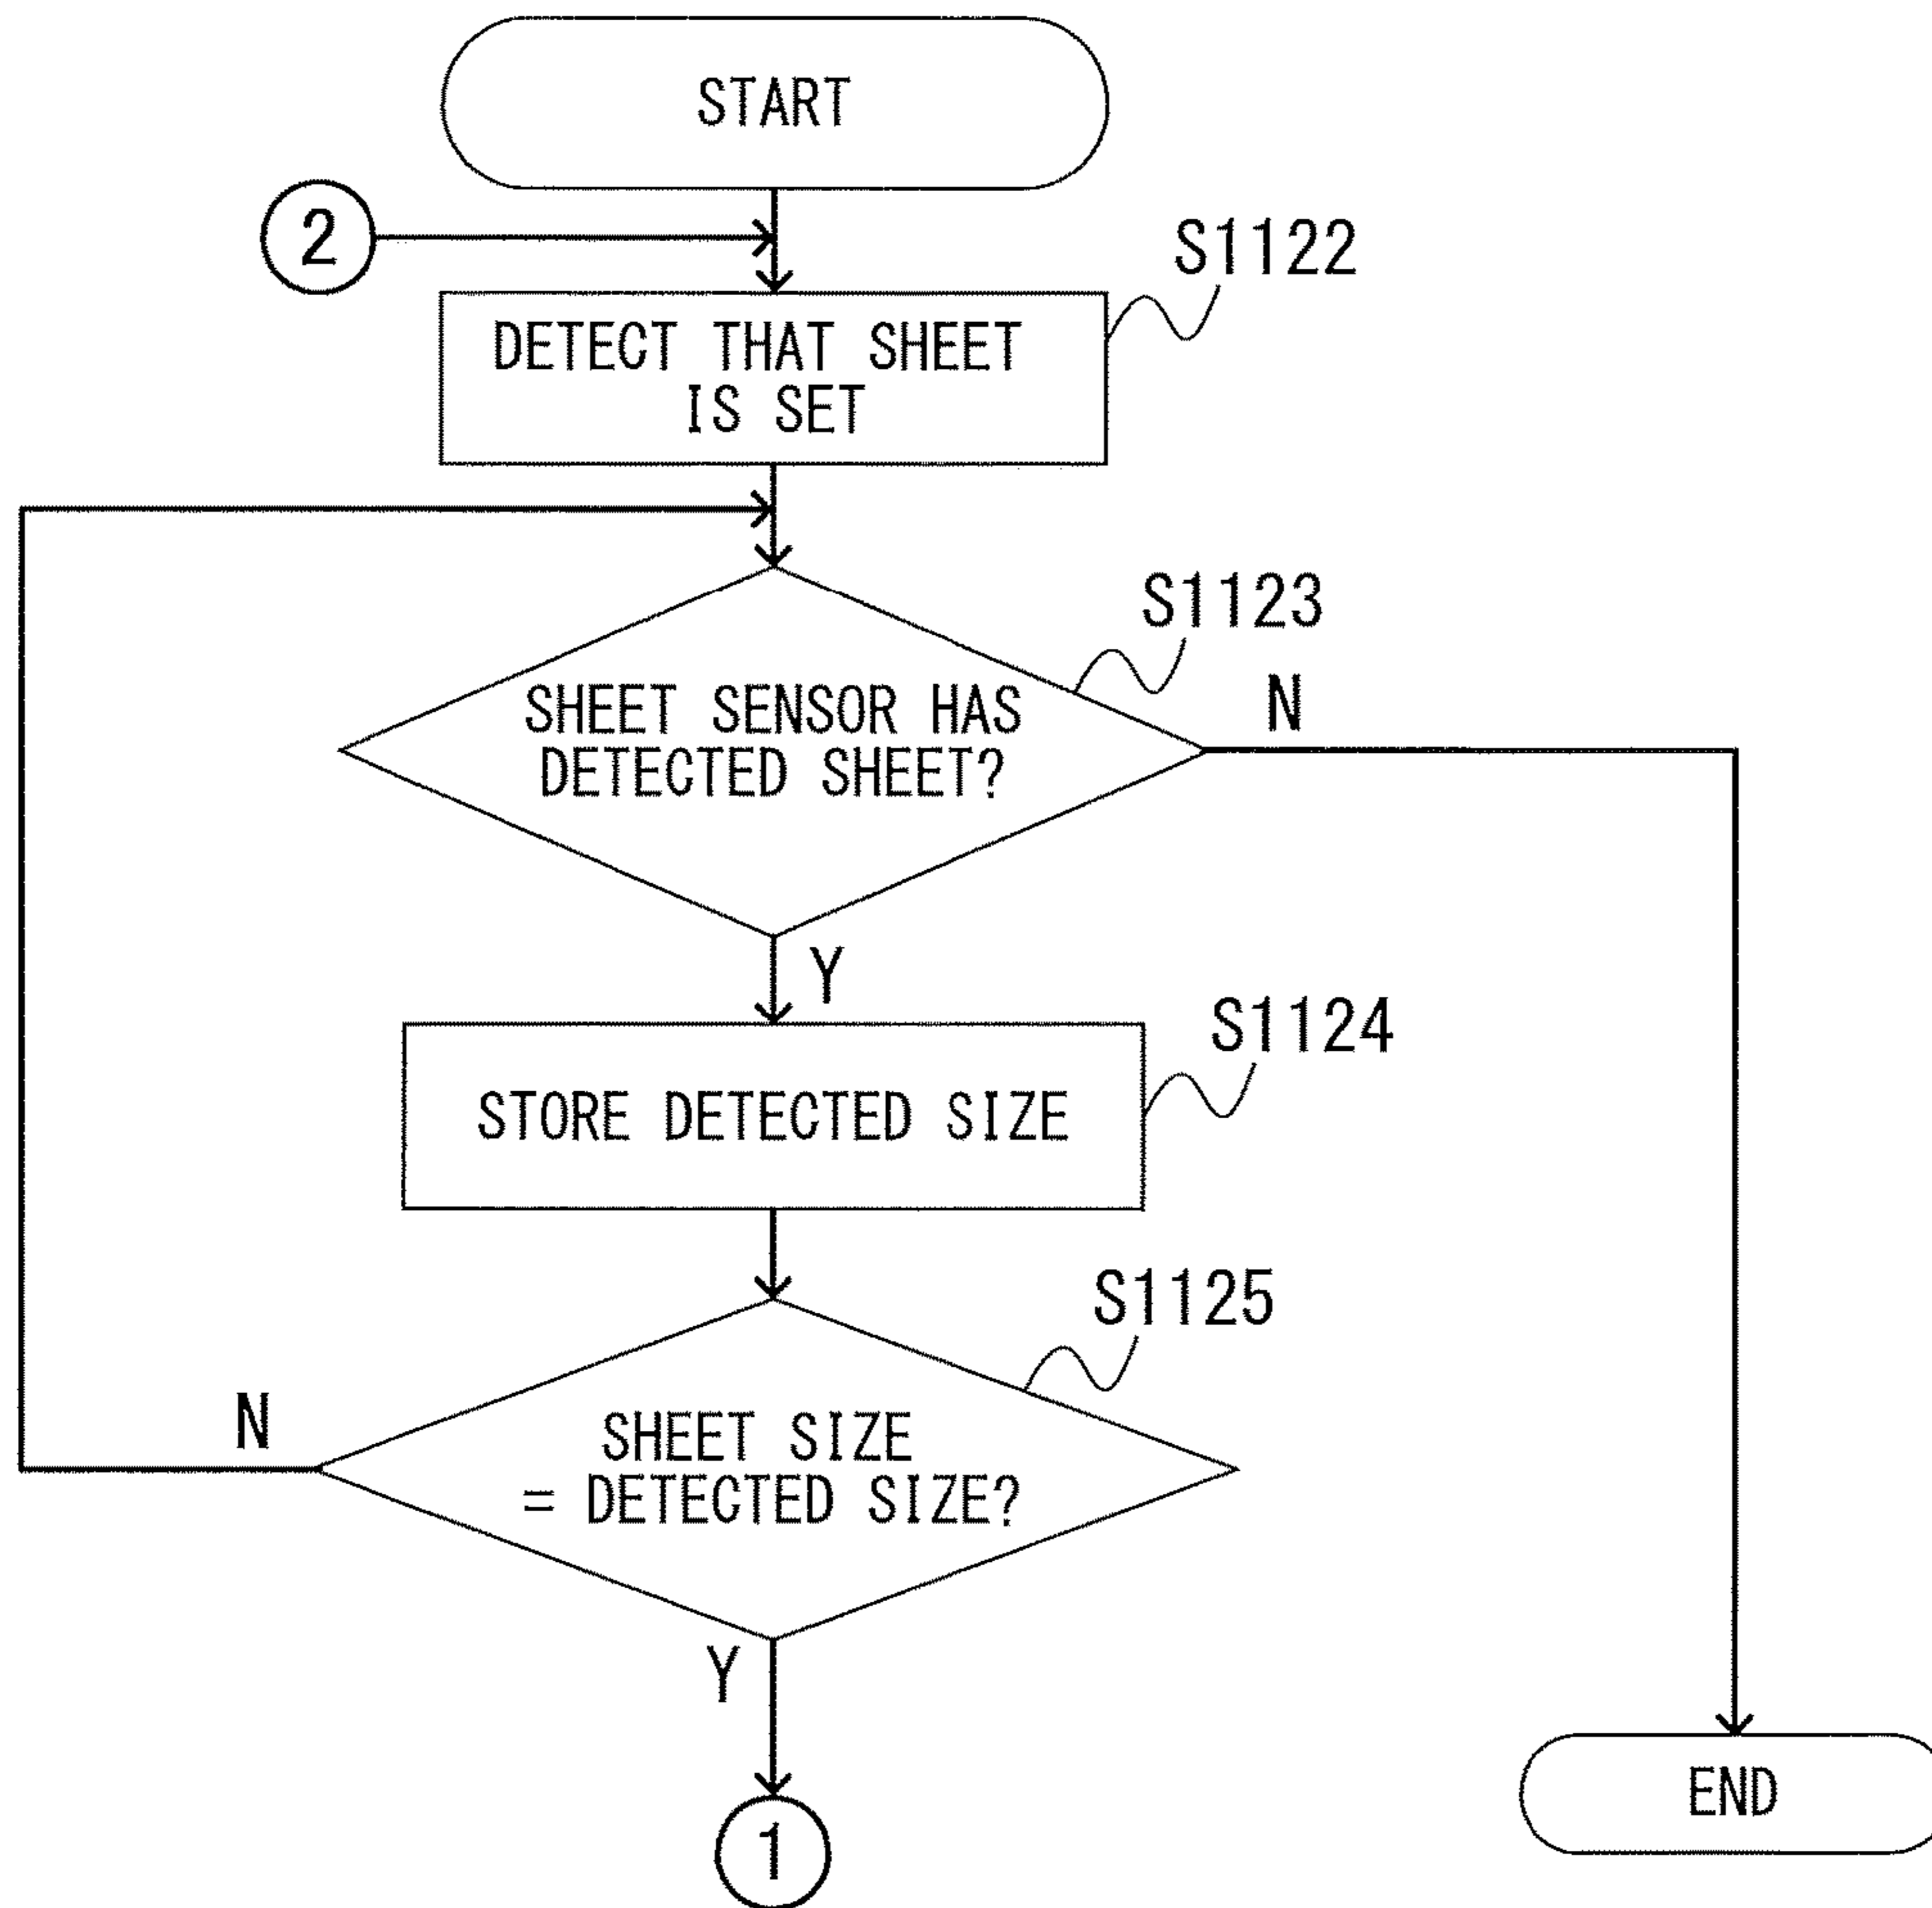 START
2
S1122
DETECT THAT SHEET
IS SET
S1123
SHEET SENSOR HAS
DETECTED SHEET?
N
Y
S1124
STORE DETECTED SIZE
S1125
N
SHEET SIZE
= DETECTED SIZE?
Y
1
END